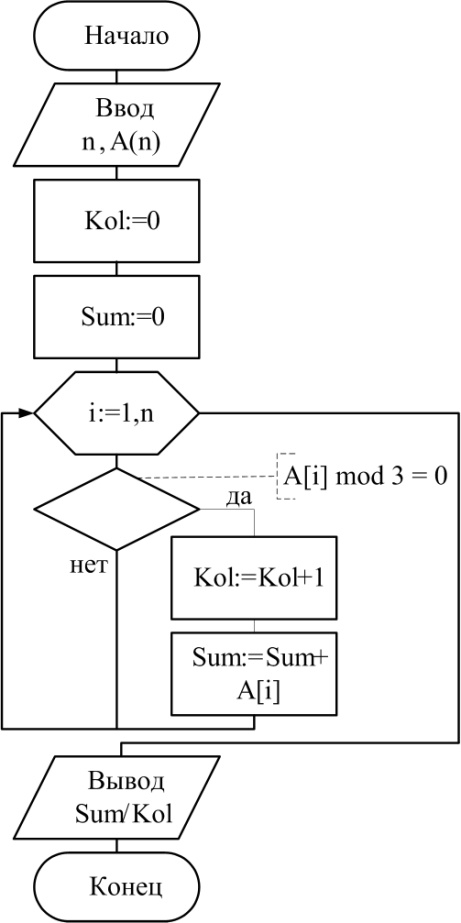 Начало
Ввод
n , A(n)
Kol:=0
Sum:=0
i:=1,n
A[i] mod 3 = 0
да
нет
Kol:=Kol+1
Sum:=Sum+
A[i]
Вывод
Sum/Kol
Конец